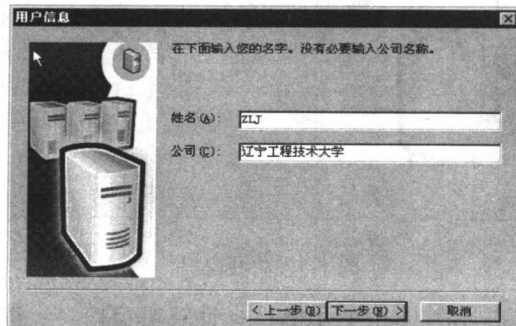 用户信息
在下面输入您的名字。没有必要输入公司名称。
姓名(A): ZLJ
公司(C): 辽宁工程技术大学
< 上一步(B) 下一步(N) > 取消